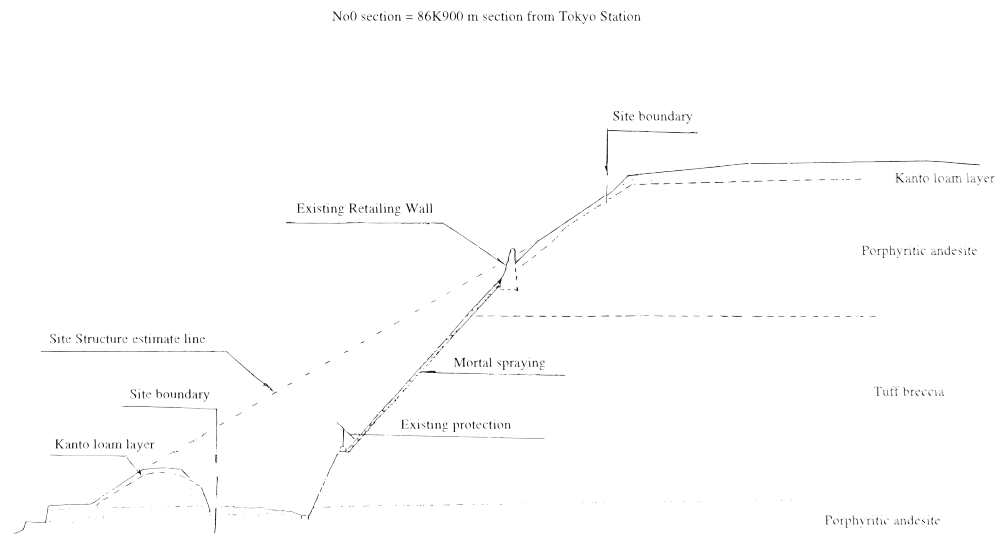 No0 section = 86K900 m section from Tokyo Station
Site boundary
Kanto loam layer
Existing Retailing Wall
Porphyritic andesite
Site Structure estimate line
Mortal spraying
Site boundary
Tuff breccia
Existing protection
Kanto loam layer
Porphyritic andesite